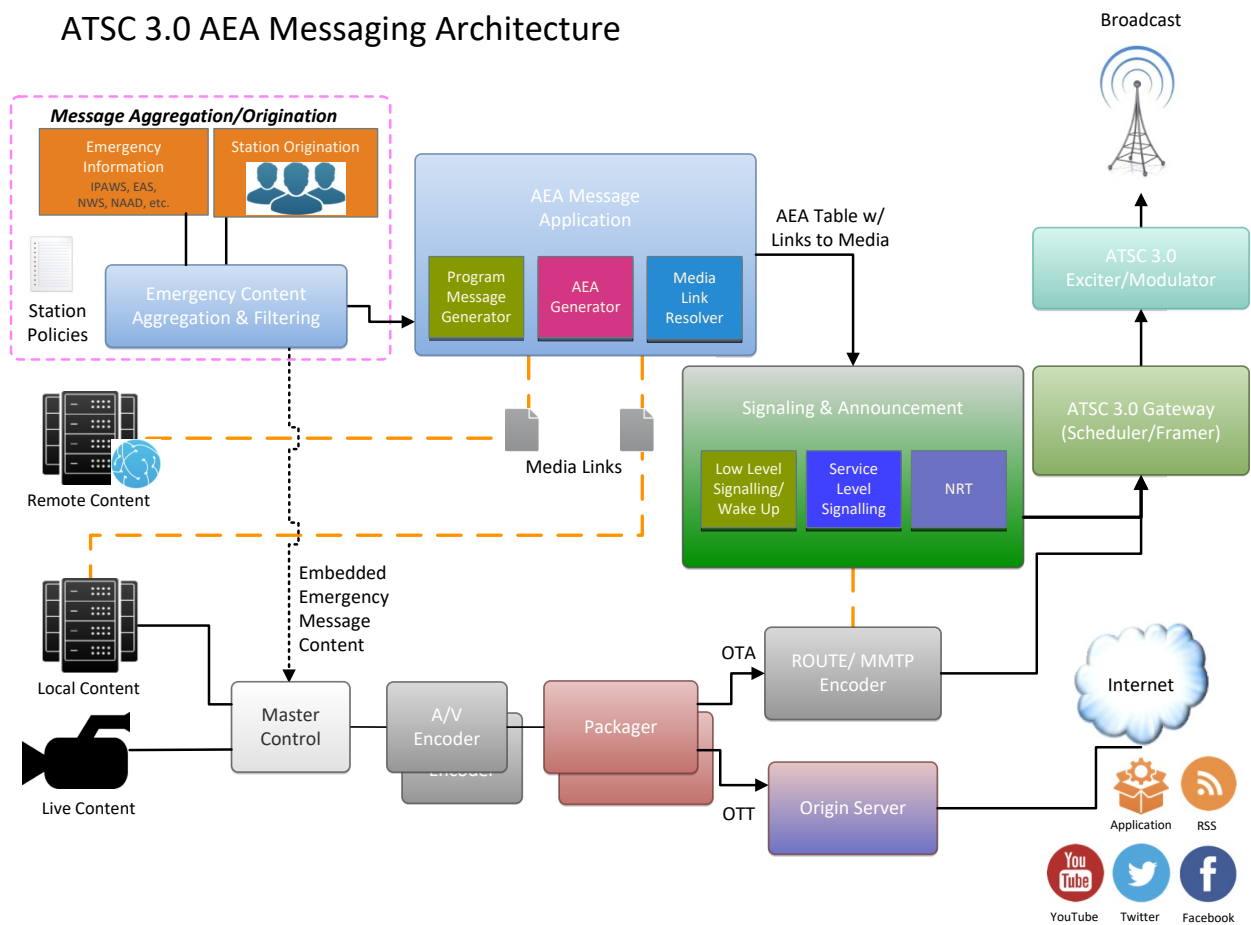 ATSC 3.0 AEA Messaging Architecture
Broadcast
Message Aggregation/Origination
Emergency
Information
IPAWS, EAS,
NWS, NAAD, etc.
Station Origination
Station
Policies
Emergency Content
Aggregation & Filtering
AEA Message
Application
Program
Message
Generator
AEA
Generator
Media
Link
Resolver
AEA Table w/
Links to Media
ATSC 3.0
Exciter/Modulator
Signaling & Announcement
Low Level
Signalling/
Wake Up
Service
Level
Signalling
NRT
ATSC 3.0 Gateway
(Scheduler/Framer)
Media Links
Remote Content
Embedded
Emergency
Message
Content
Local Content
Live Content
Master
Control
A/V
Encoder
Encoder
Packager
OTA
OTT
ROUTE/ MMTP
Encoder
Origin Server
Internet
Application
RSS
You
Tube
YouTube
Twitter
Facebook